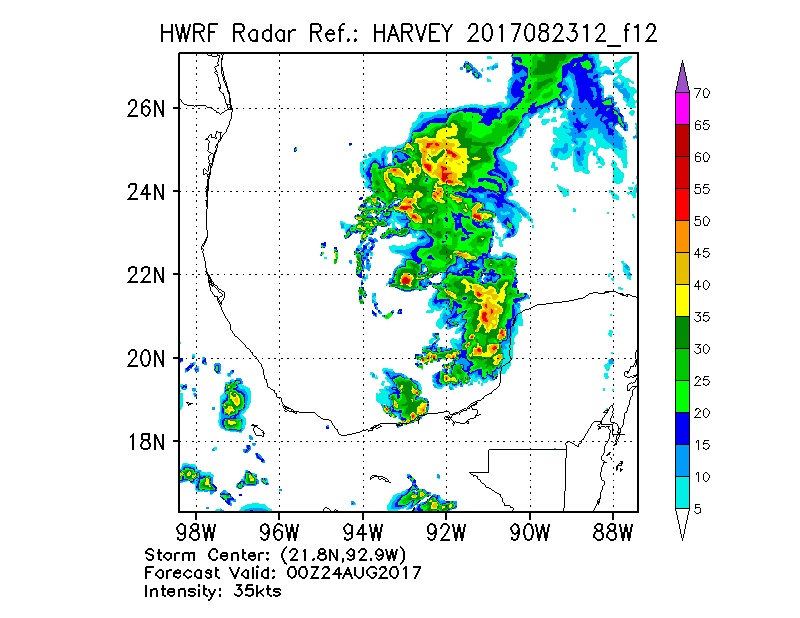 HWRF Radar Ref.: HARVEY 2017082312_f12
70
65
60
55
50
45
40
35
30
25
20
15
10
5
26N
24N
22N
20N
18N
98W 96W 94W 92W 90W 88W
Storm Center: (21.8N,92.9W)
Forecast Valid: 00Z24AUG2017
Intensity: 35kts